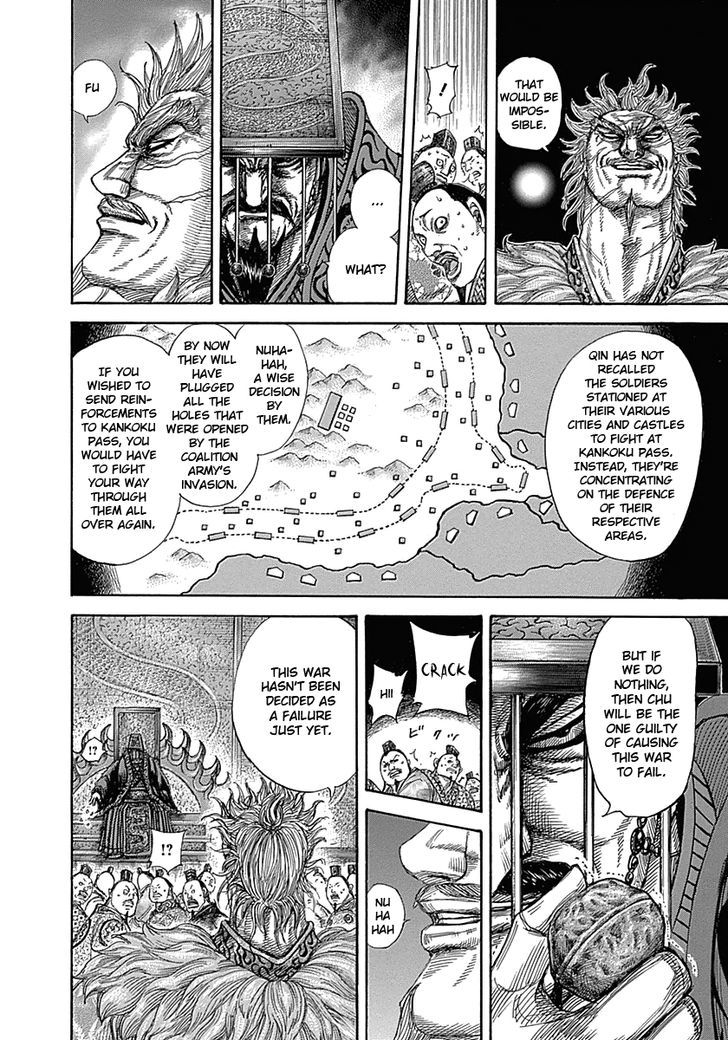 THAT
WOULD BE
IMPOS-
SIBLE.
!
...
WHAT?
FU
QIN HAS NOT
RECALLED
THE SOLDIERS
STATIONED AT
THEIR VARIOUS
CITIES AND CASTLES
TO FIGHT AT
KANKOKU PASS.
INSTEAD, THEY'RE
CONCENTRATING
ON THE DEFENCE
OF THEIR
RESPECTIVE
AREAS.
NUHA-
HAH,
A WISE
DECISION
BY
THEM.
BY NOW
THEY WILL
HAVE
PLUGGED
ALL THE
HOLES THAT
WERE OPENED
BY THE
COALITION
ARMY'S
INVASION.
IF YOU
WISHED TO
SEND REIN-
FORCEMENTS
TO KANKOKU
PASS, YOU
WOULD HAVE
TO FIGHT
YOUR WAY
THROUGH
THEM ALL
OVER AGAIN.
BUT IF
WE DO
NOTHING,
THEN CHU
WILL BE THE
ONE GUILTY
OF CAUSING
THIS WAR
TO FAIL.
CRACK
HII
ビクッ
NU
HA
HAH
THIS WAR
HASN'T BEEN
DECIDED AS
A FAILURE
JUST YET.
!?
!?